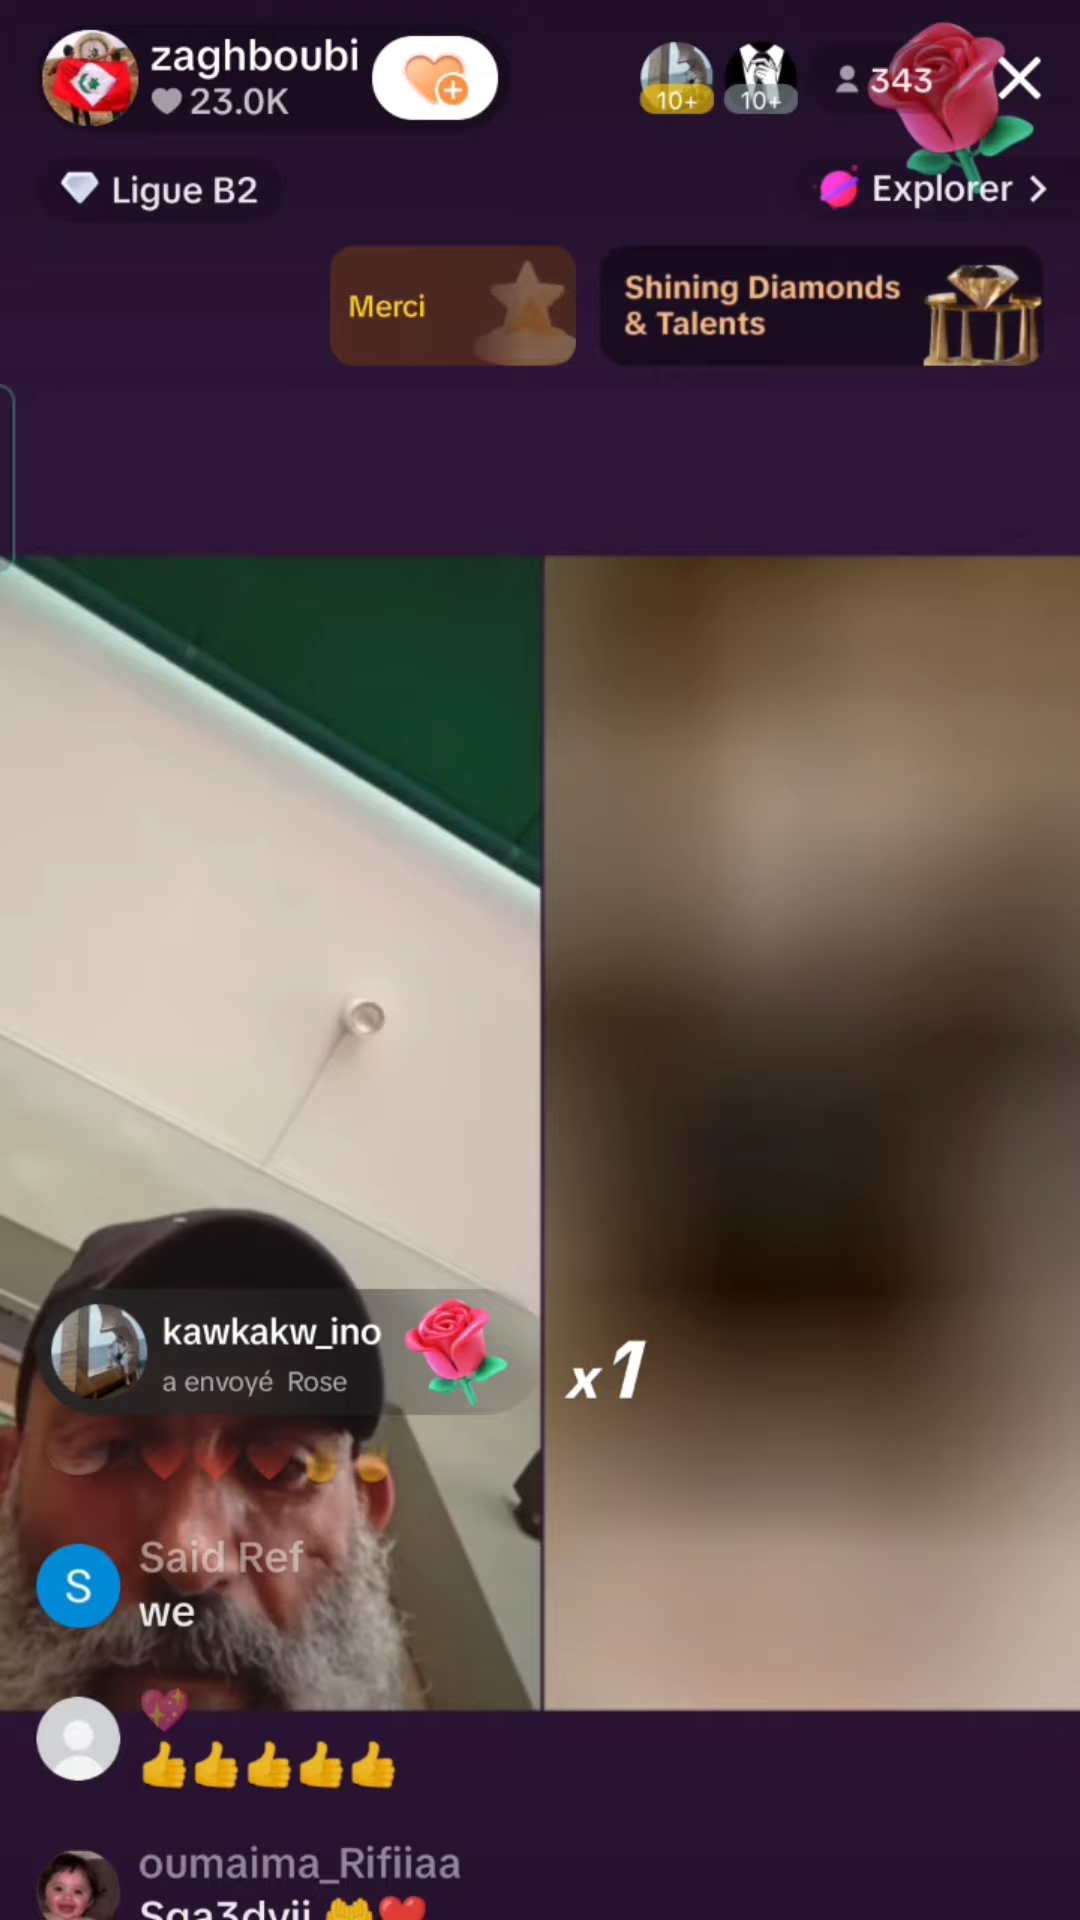 zaghboubi
23.0K
10+
10+
343
Ligue B2
Explorer
Merci
Shining Diamonds
& Talents
kawkakw_ino
a envoyé Rose
x1
S
Said Ref
we
oumaima_Rifiiaa